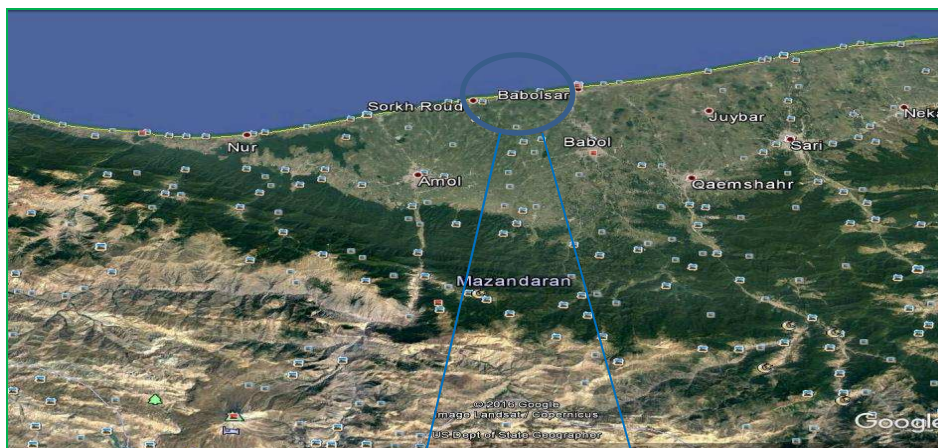 Sorkh Roud
Babolsar
Nur
Amol
Babol
Juybar
Sari
Neka
Qaemshahr
Mazandaran
© 2016 Google
Image Landsat / Copernicus
US Dept of State Geographer
Google